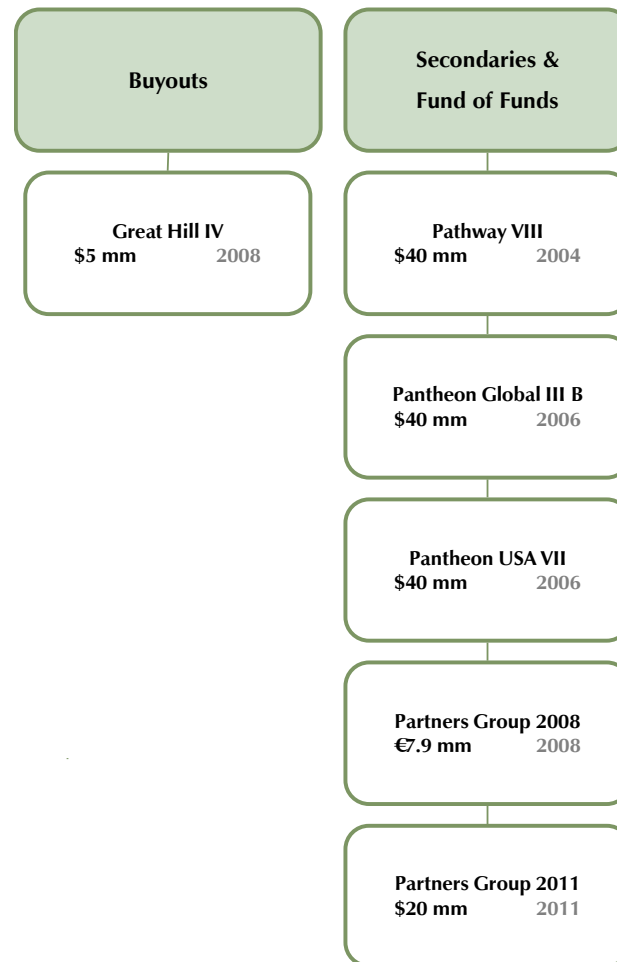 Buyouts
Great Hill IV
$5 mm 2008
Secondaries &
Fund of Funds
Pathway VIII
$40 mm 2004
Pantheon Global III B
$40 mm 2006
Pantheon USA VII
$40 mm 2006
Partners Group 2008
€7.9 mm 2008
Partners Group 2011
$20 mm 2011